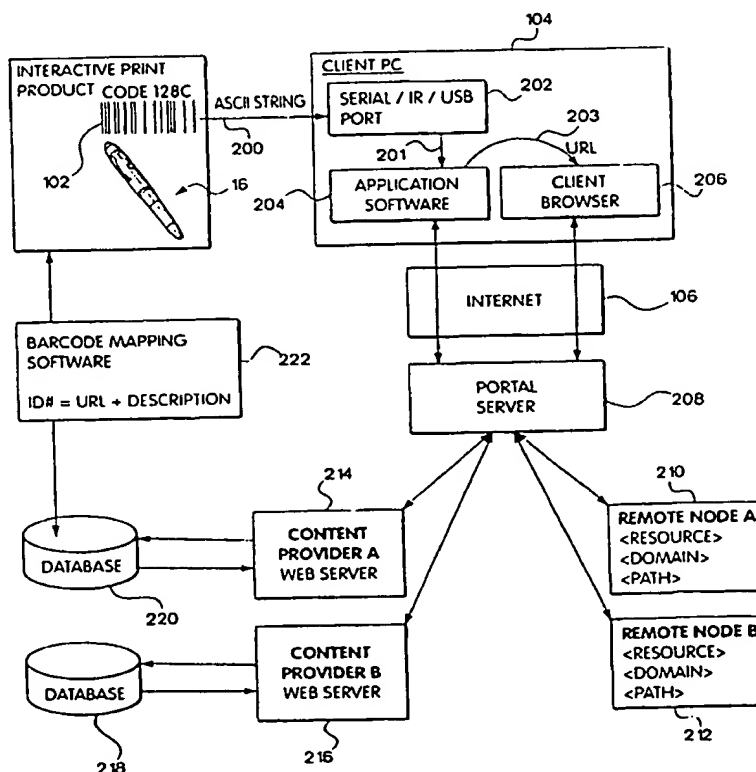 104
INTERACTIVE PRINT
PRODUCT CODE 128C
102
16
ASCII STRING
200
CLIENT PC
SERIAL / IR / USB
PORT
202
201
203
URL
204
APPLICATION
SOFTWARE
CLIENT
BROWSER
206
INTERNET
106
BARCODE MAPPING
SOFTWARE
ID# = URL + DESCRIPTION
222
PORTAL
SERVER
208
214
CONTENT
PROVIDER A
WEB SERVER
210
REMOTE NODE A
<RESOURCE>
<DOMAIN>
<PATH>
DATABASE
220
CONTENT
PROVIDER B
WEB SERVER
216
REMOTE NODE B
<RESOURCE>
<DOMAIN>
<PATH>
212
DATABASE
218